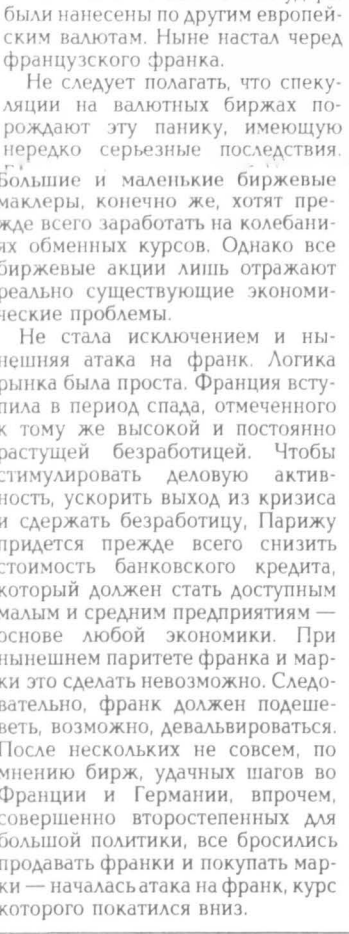 были нанесены по другим европей-
ским валютам. Ныне настал черед
французского франка.
Не следует полагать, что спеку-
ляции на валютных биржах по-
рождают эту панику, имеющую
нередко серьезные последствия.
Большие и маленькие биржевые
маклеры, конечно же, хотят пре-
жде всего заработать на колебани-
ях обменных курсов. Однако все
биржевые акции лишь отражают
реально существующие экономи-
ческие проблемы.
Не стала исключением и ны-
нешняя атака на франк. Логика
рынка была проста. Франция всту-
пила в период спада, отмеченного
к тому же высокой и постоянно
растущей безработицей. Чтобы
стимулировать деловую актив-
ность, ускорить выход из кризиса
и сдержать безработицу, Парижу
придется прежде всего снизить
стоимость банковского кредита,
который должен стать доступным
малым и средним предприятиям —
основе любой экономики. При
нынешнем паритете франка и мар-
ки это сделать невозможно. Следо-
вательно, франк должен подеше-
веть, возможно, девальвироваться.
После нескольких не совсем, по
мнению бирж, удачных шагов во
Франции и Германии, впрочем,
совершенно второстепенных для
большой политики, все бросились
продавать франки и покупать мар-
ки — началась атака на франк, курс
которого покатился вниз.